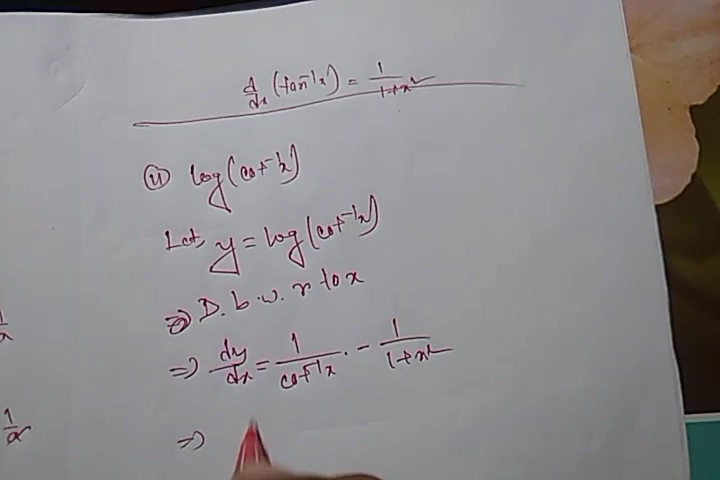 d/dx (tan⁻¹x) = 1/1+x²
(ii) log(cot⁻¹x)
Let, y = log(cot⁻¹x)
⇒ D. b. w. r to x
⇒ dy/dx = 1/cot⁻¹x · - 1/1+x²
⇒